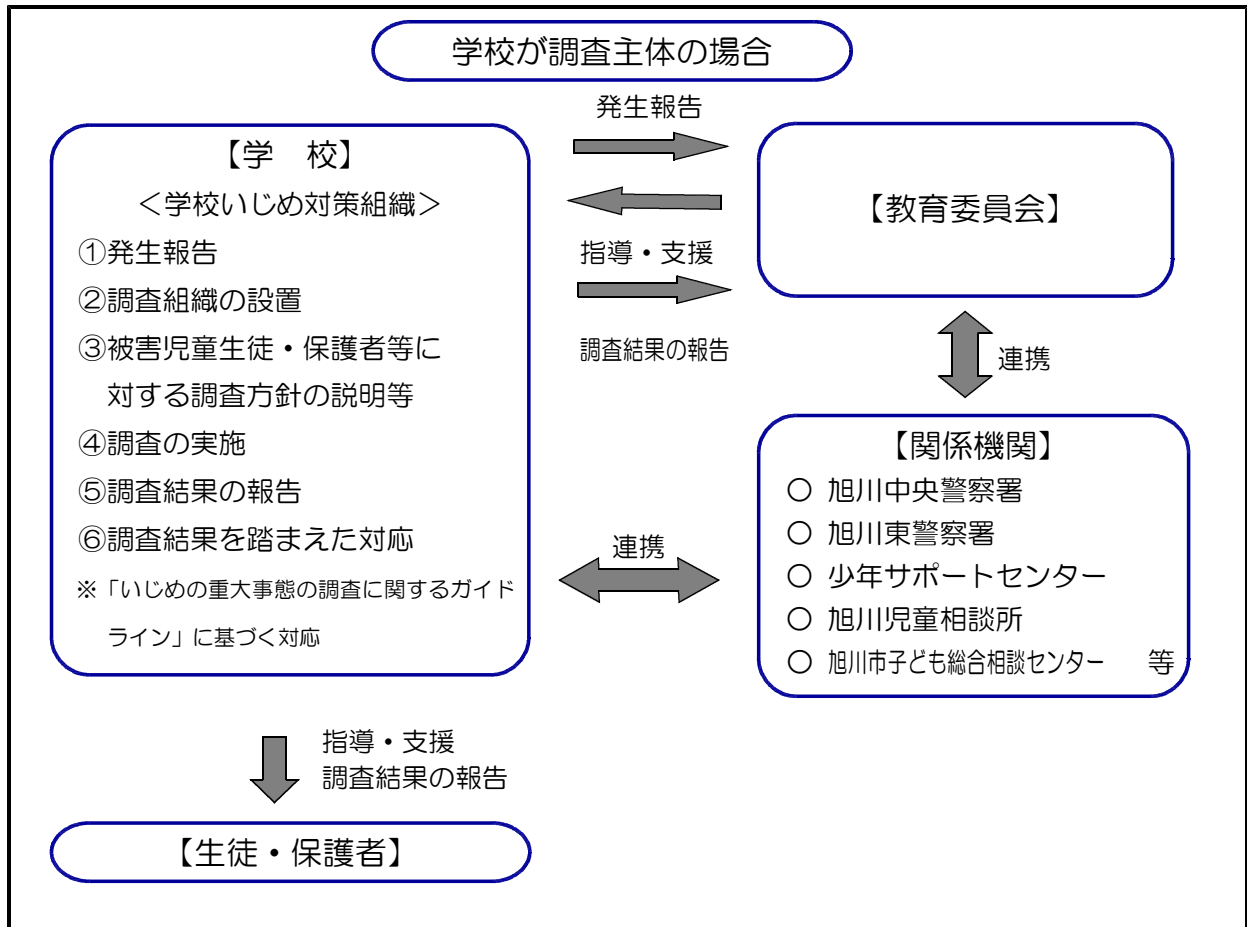 学校が調査主体の場合
発生報告
【学　校】
＜学校いじめ対策組織＞
①発生報告
②調査組織の設置
③被害児童生徒・保護者等に
対する調査方針の説明等
④調査の実施
⑤調査結果の報告
⑥調査結果を踏まえた対応
※「いじめの重大事態の調査に関するガイド
ライン」に基づく対応
指導・支援
調査結果の報告
【教育委員会】
連携
【関係機関】
○ 旭川中央警察署
○ 旭川東警察署
○ 少年サポートセンター
○ 旭川児童相談所
○ 旭川市子ども総合相談センター　等
連携
指導・支援
調査結果の報告
【生徒・保護者】